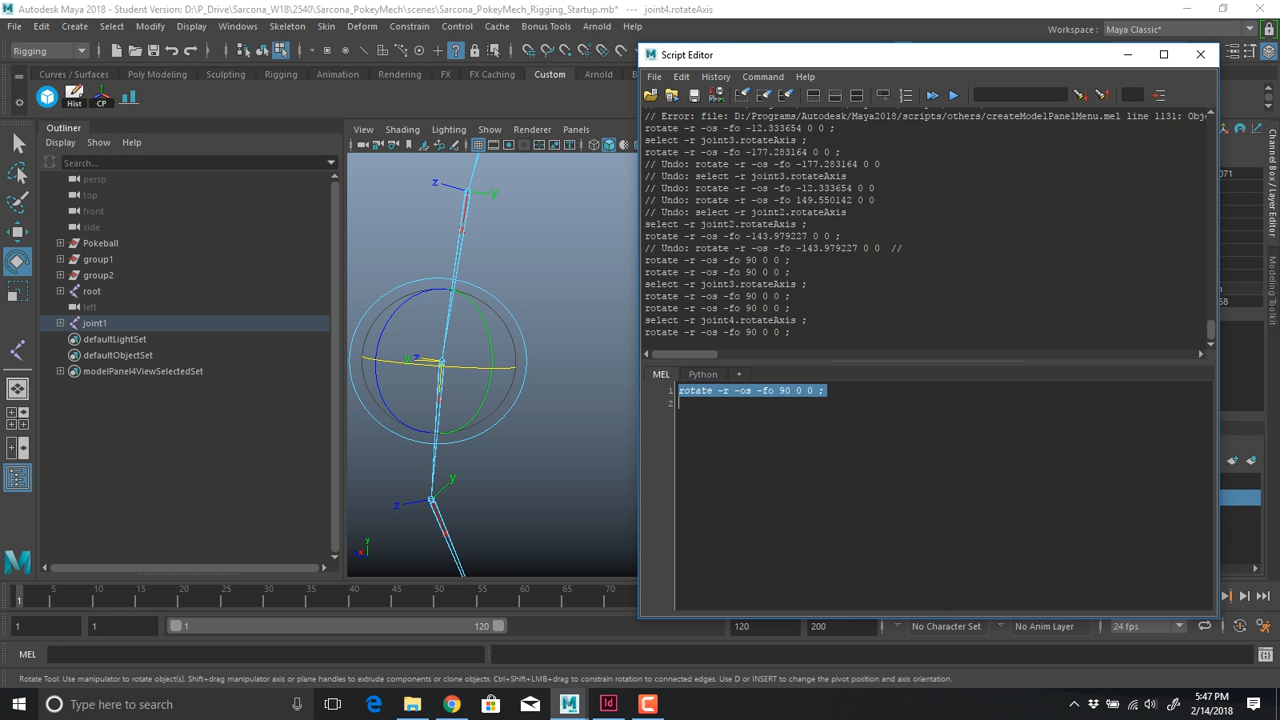 Autodesk Maya 2018 - Student Version: D:\P_Drive\Sarcona_W18\2540\Sarcona_PokeyMech\scenes\Sarcona_PokeyMech_Rigging_Startup.mb* --- joint4.rotateAxis
File Edit Create Select Modify Display Windows Skeleton Skin Deform Constrain Control Cache Bonus Tools Arnold Help
Workspace : Maya Classic*
Rigging
Curves / Surfaces Poly Modeling Sculpting Rigging Animation Rendering FX FX Caching Custom Arnold
Hist CP
Outliner
Display Show Help
Search...
persp
top
front
side
Pokeball
group1
group2
root
left
joint1
defaultLightSet
defaultObjectSet
modelPanel4ViewSelectedSet
View Shading Lighting Show Renderer Panels
z y
y z
y
z
y
x
Script Editor
File Edit History Command Help
// Error: file: D:/Programs/Autodesk/Maya2018/scripts/others/createModelPanelMenu.mel line 1131: Obje
rotate -r -os -fo -12.333654 0 0 ;
select -r joint3.rotateAxis ;
rotate -r -os -fo -177.283164 0 0 ;
// Undo: rotate -r -os -fo -177.283164 0 0
// Undo: select -r joint3.rotateAxis
// Undo: rotate -r -os -fo -12.333654 0 0
// Undo: rotate -r -os -fo 149.550142 0 0
// Undo: select -r joint2.rotateAxis
select -r joint2.rotateAxis ;
rotate -r -os -fo -143.979227 0 0 ;
// Undo: rotate -r -os -fo -143.979227 0 0 //
rotate -r -os -fo 90 0 0 ;
rotate -r -os -fo 90 0 0 ;
select -r joint3.rotateAxis ;
rotate -r -os -fo 90 0 0 ;
rotate -r -os -fo 90 0 0 ;
select -r joint4.rotateAxis ;
rotate -r -os -fo 90 0 0 ;
MEL Python +
1 rotate -r -os -fo 90 0 0 ;
2
Channel Box / Layer Editor
Modeling Toolkit
071
58
1 5 10 15 20 25 30 35 40 45 50 55 60 65 70
1 1 1 120 120 200 No Character Set No Anim Layer 24 fps
MEL
Rotate Tool: Use manipulator to rotate object(s). Shift+drag manipulator axis or plane handles to extrude components or clone objects. Ctrl+Shift+LMB+drag to constrain rotation to connected edges. Use D or INSERT to change the pivot position and axis orientation.
Type here to search
5:47 PM
2/14/2018